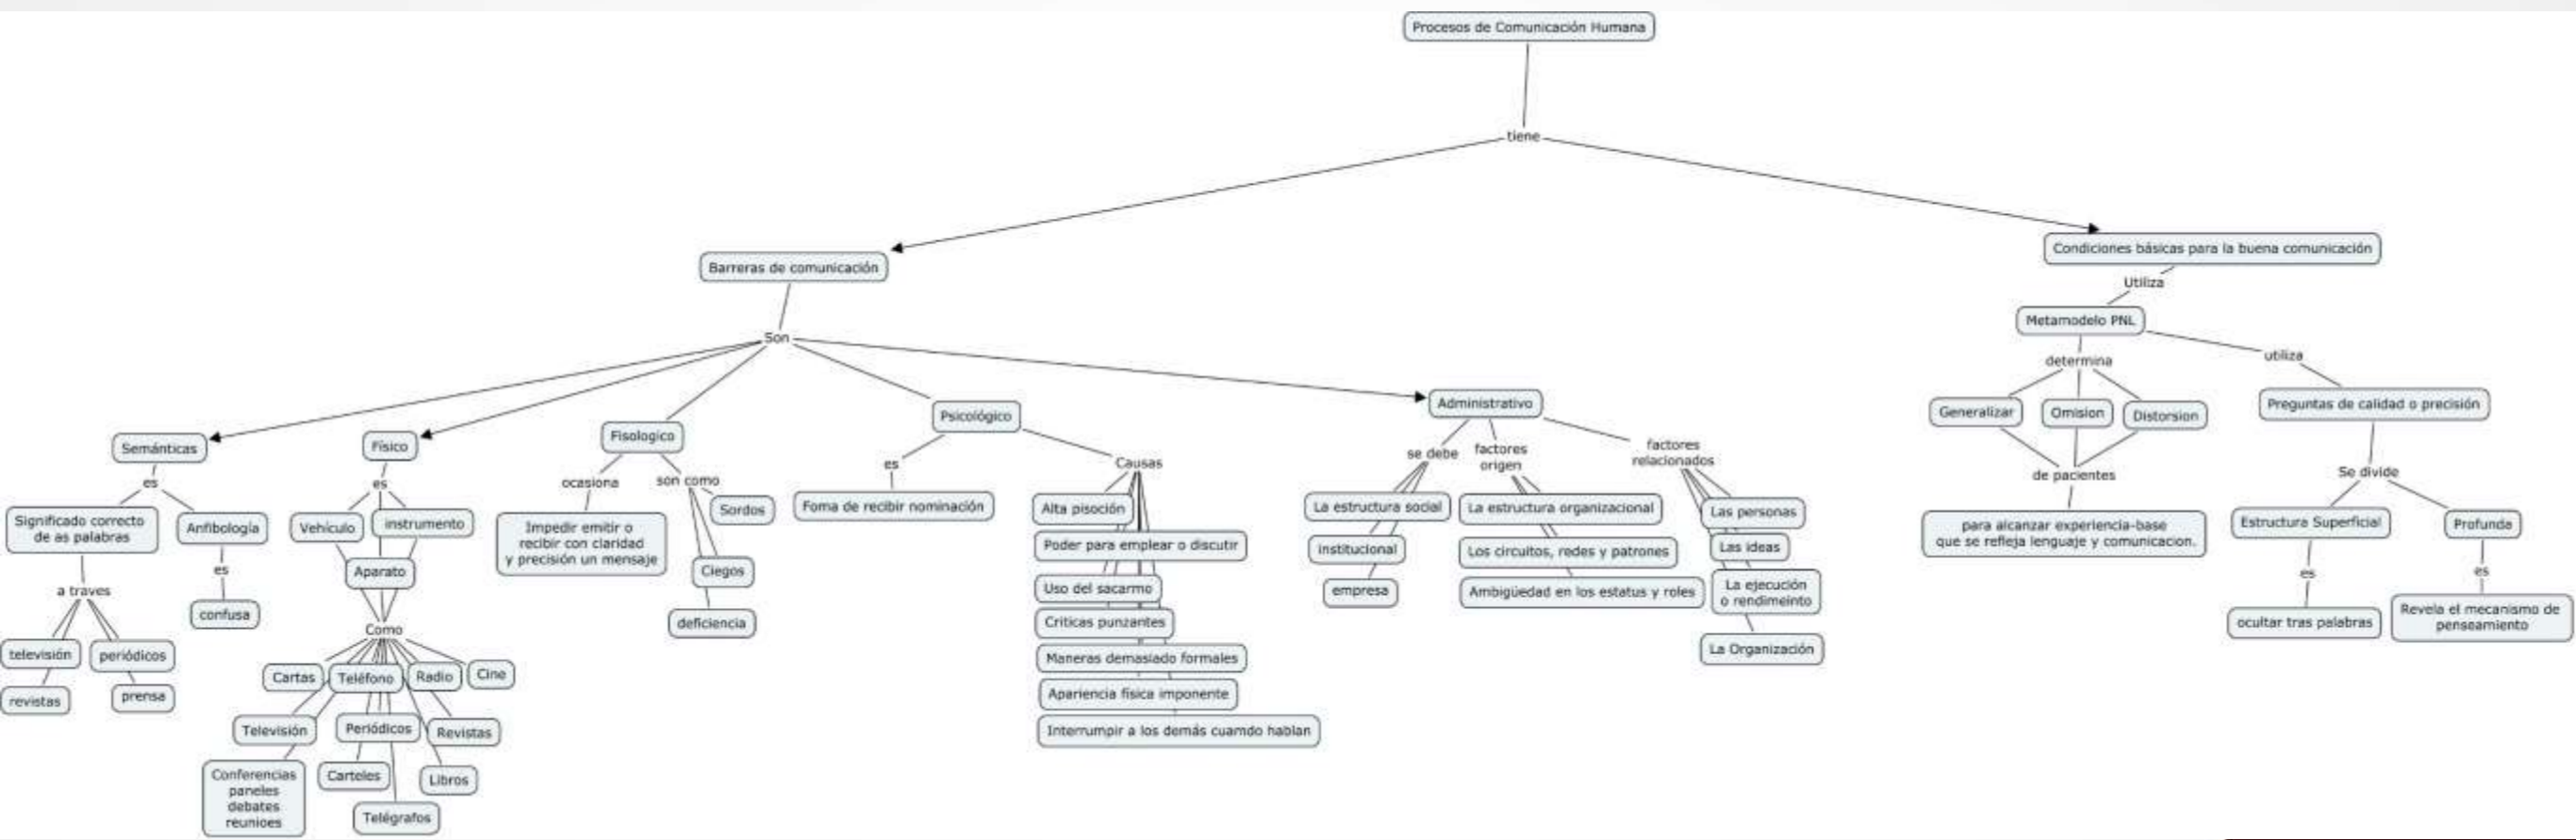 Procesos de Comunicación Humana
tiene
Barreras de comunicación
Son
Semánticas
es
Significado correcto
de as palabras
a traves
televisión
periódicos
revistas
prensa
Anfibología
es
confusa
Físico
es
Vehículo
instrumento
Aparato
Como
Cartas
Teléfono
Radio
Cine
Televisión
Periódicos
Revistas
Conferencias
paneles
debates
reunioes
Carteles
Libros
Telégrafos
Fisologico
ocasiona
Impedir emitir o
recibir con claridad
y precisión un mensaje
son como
Sordos
Ciegos
deficiencia
Psicológico
es
Foma de recibir nominación
Causas
Alta pisoción
Poder para emplear o discutir
Uso del sacarmo
Criticas punzantes
Maneras demasiado formales
Apariencia física imponente
Interrumpir a los demás cuamdo hablan
Administrativo
se debe
La estructura social
institucional
empresa
factores
origen
La estructura organizacional
Los circuitos, redes y patrones
Ambigüedad en los estatus y roles
factores
relacionados
Las personas
Las ideas
La ejecución
o rendimeinto
La Organización
Condiciones básicas para la buena comunicación
Utiliza
Metamodelo PNL
determina
Generalizar
Omision
Distorsion
de pacientes
para alcanzar experiencia-base
que se refleja lenguaje y comunicacion.
utiliza
Preguntas de calidad o precisión
Se divide
Estructura Superficial
es
ocultar tras palabras
Profunda
es
Revela el mecanismo de
penseamiento